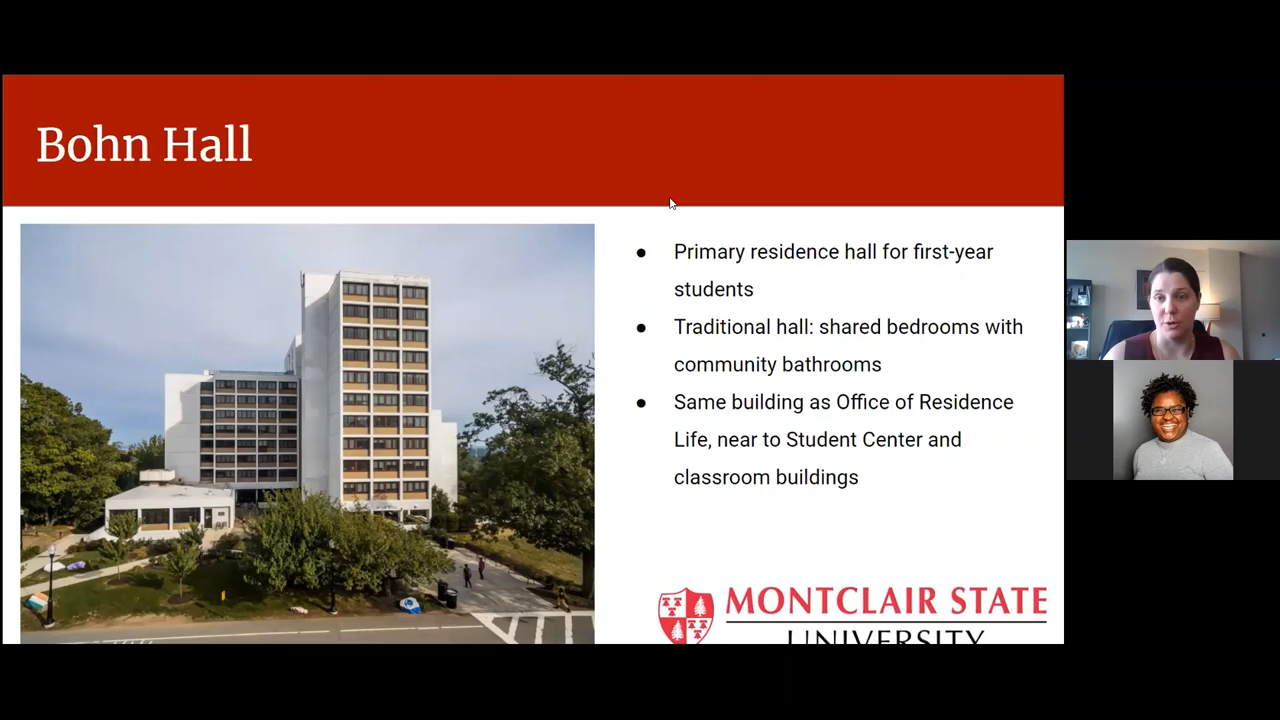 Bohn Hall
● Primary residence hall for first-year
students
● Traditional hall: shared bedrooms with
community bathrooms
● Same building as Office of Residence
Life, near to Student Center and
classroom buildings
MONTCLAIR STATE
UNIVERSITY